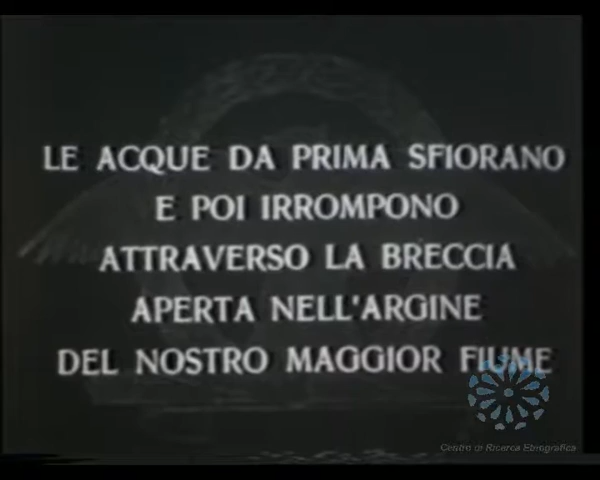 LE ACQUE DA PRIMA SFIORANO
E POI IRROMPONO
ATTRAVERSO LA BRECCIA
APERTA NELL'ARGINE
DEL NOSTRO MAGGIOR FIUME
Centro di Ricerca Etnografica